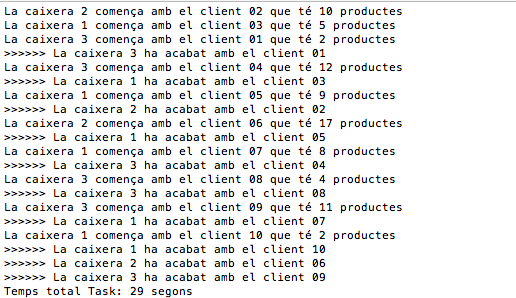 La caixera 2 comença amb el client 02 que té 10 productes
La caixera 1 comença amb el client 03 que té 5 productes
La caixera 3 comença amb el client 01 que té 2 productes
>>>>>> La caixera 3 ha acabat amb el client 01
La caixera 3 comença amb el client 04 que té 12 productes
>>>>>> La caixera 1 ha acabat amb el client 03
La caixera 1 comença amb el client 05 que té 9 productes
>>>>>> La caixera 2 ha acabat amb el client 02
La caixera 2 comença amb el client 06 que té 17 productes
>>>>>> La caixera 1 ha acabat amb el client 05
La caixera 1 comença amb el client 07 que té 8 productes
>>>>>> La caixera 3 ha acabat amb el client 04
La caixera 3 comença amb el client 08 que té 4 productes
>>>>>> La caixera 3 ha acabat amb el client 08
La caixera 3 comença amb el client 09 que té 11 productes
>>>>>> La caixera 1 ha acabat amb el client 07
La caixera 1 comença amb el client 10 que té 2 productes
>>>>>> La caixera 1 ha acabat amb el client 10
>>>>>> La caixera 2 ha acabat amb el client 06
>>>>>> La caixera 3 ha acabat amb el client 09
Temps total Task: 29 segons